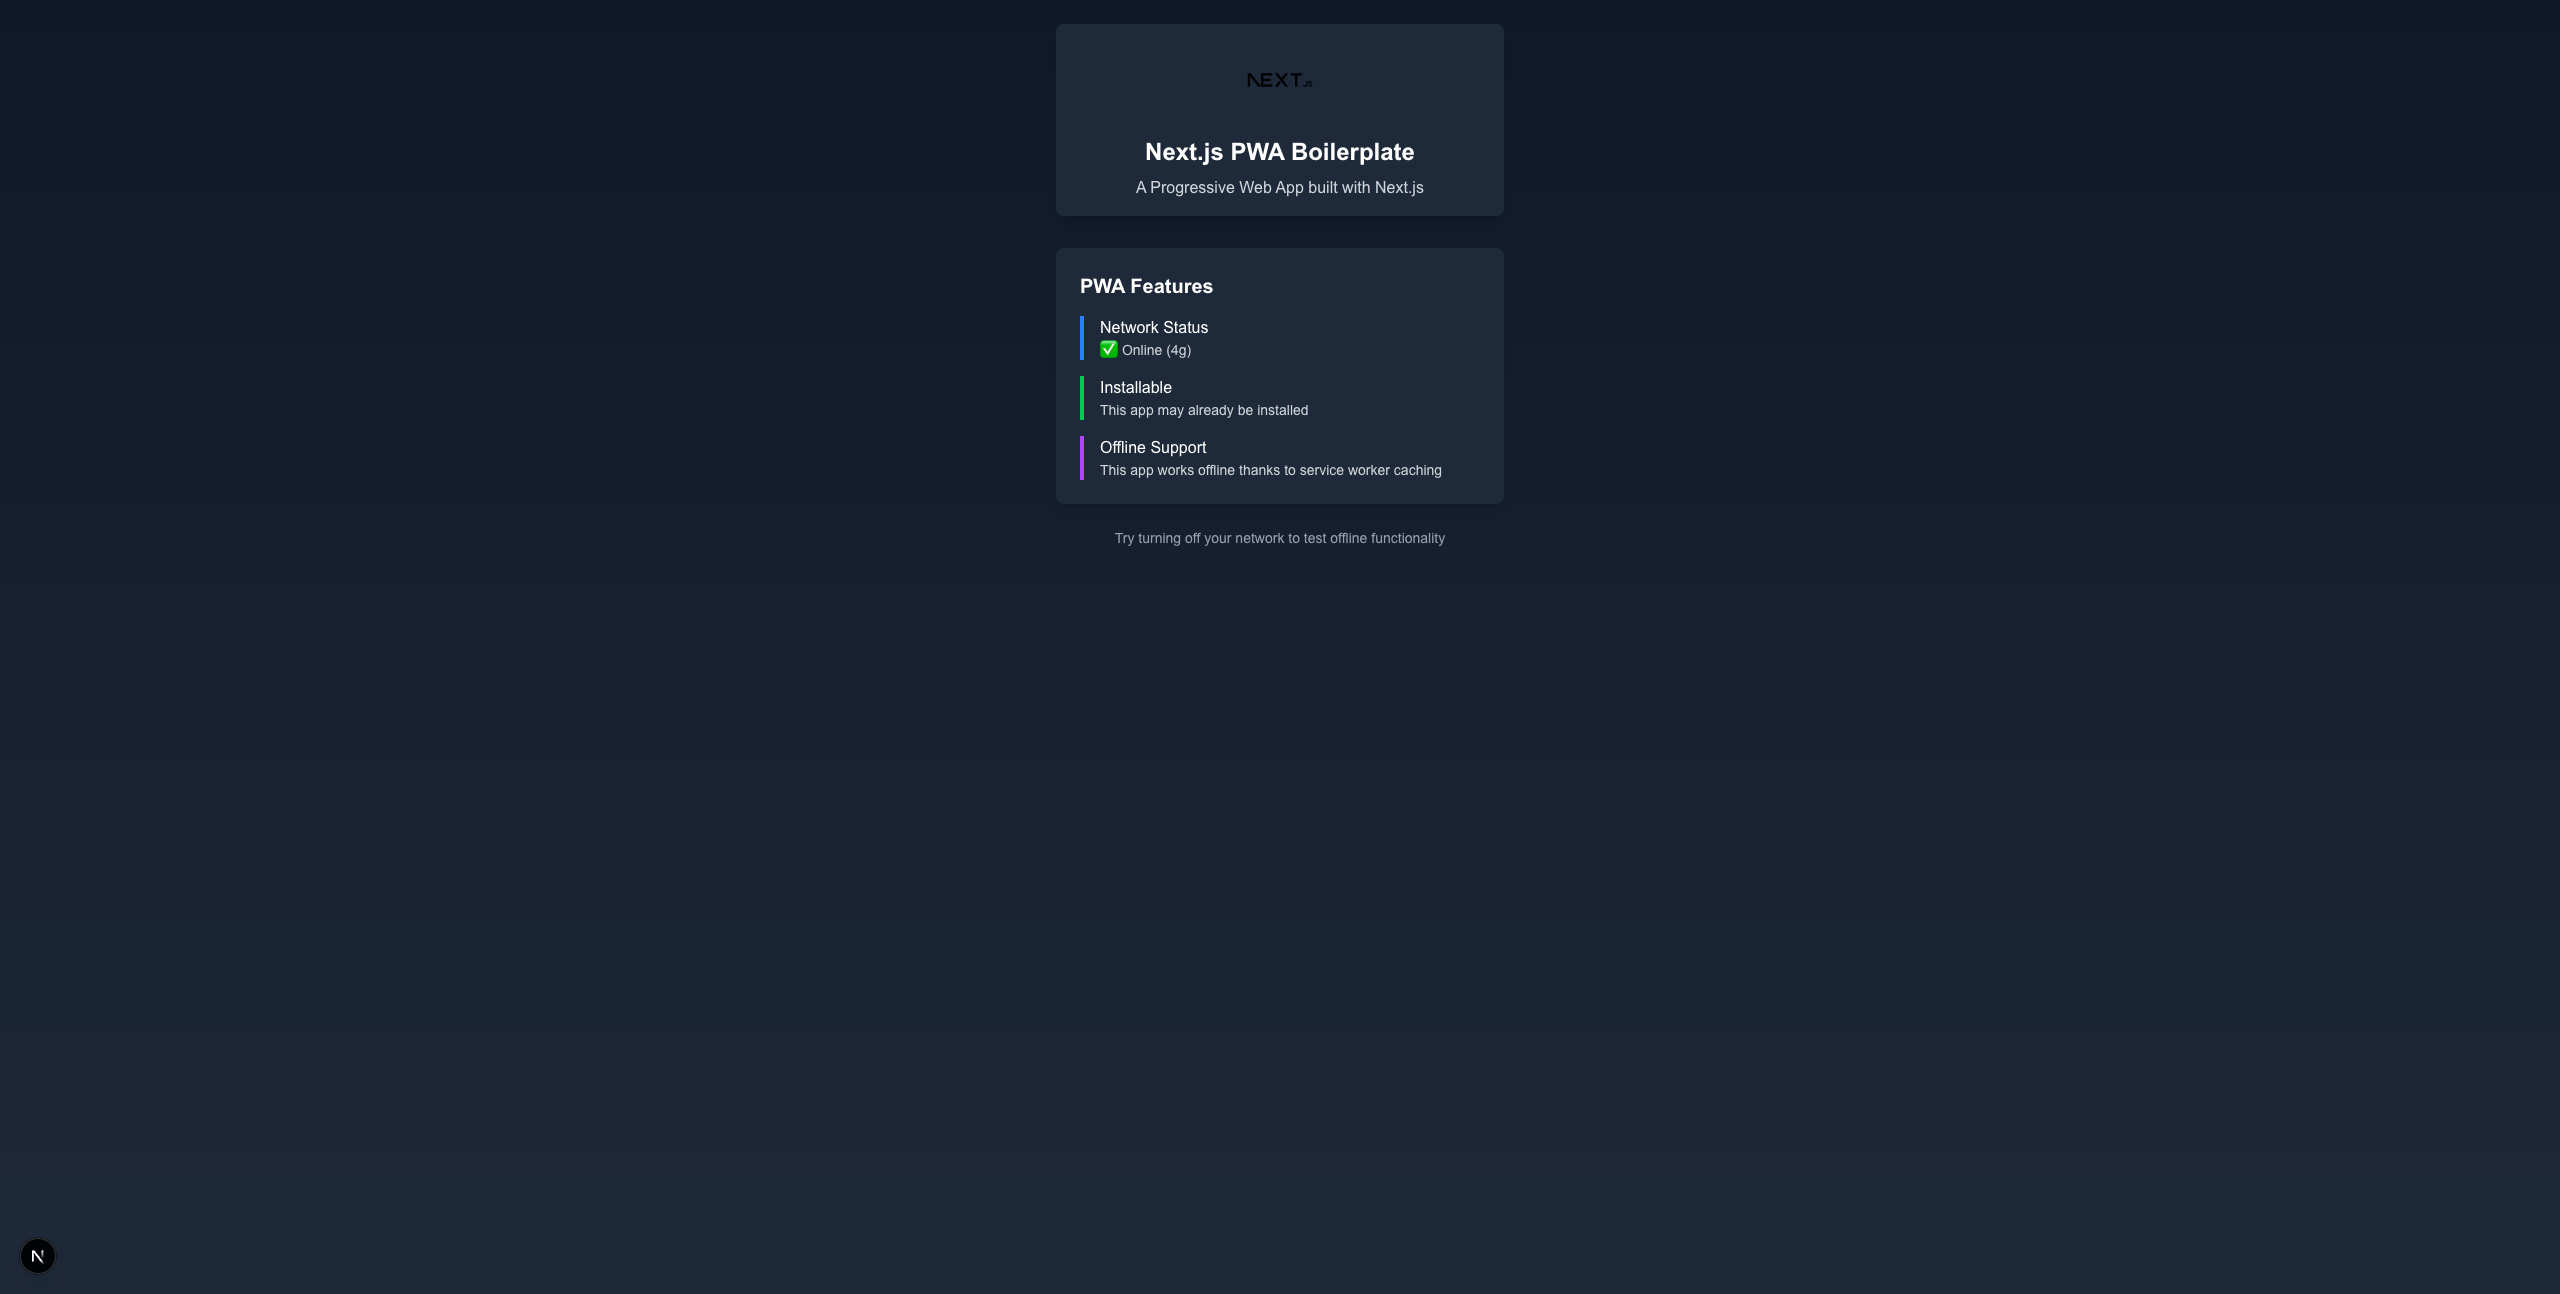 NEXT.JS
Next.js PWA Boilerplate
A Progressive Web App built with Next.js
PWA Features
Network Status
✅ Online (4g)
Installable
This app may already be installed
Offline Support
This app works offline thanks to service worker caching
Try turning off your network to test offline functionality
N